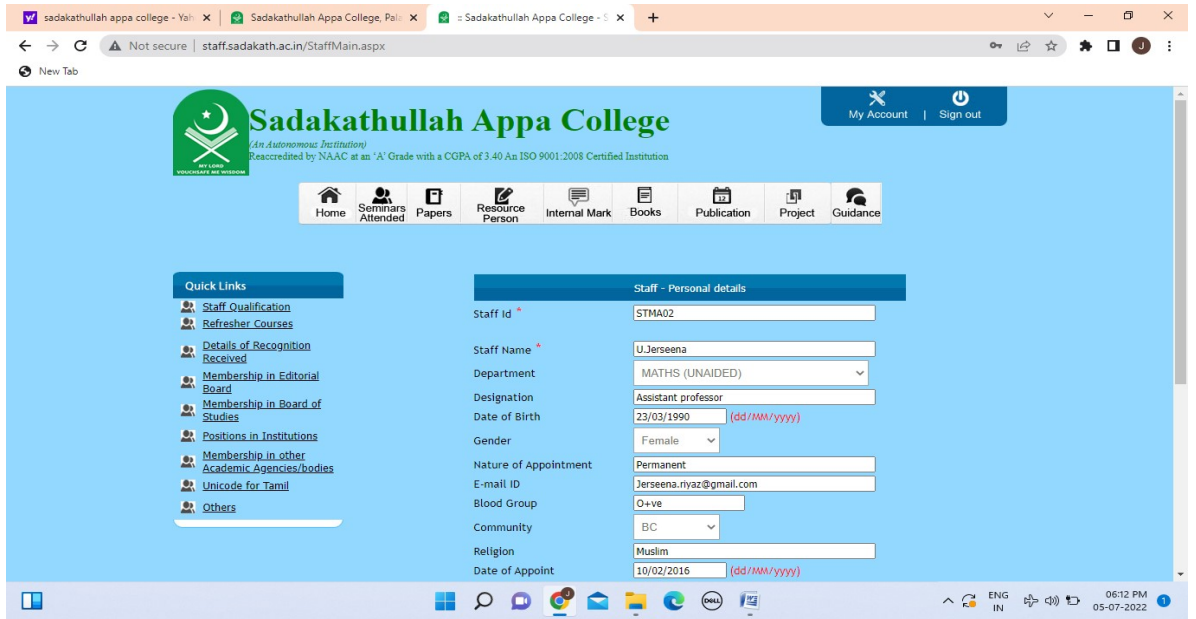 sadakathullah appa college - Yah
Sadakathullah Appa College, Pala
:: Sadakathullah Appa College - S
Not secure | staff.sadakath.ac.in/StaffMain.aspx
J
New Tab
My Account | Sign out
Sadakathullah Appa College
(An Autonomous Institution)
Reaccredited by NAAC at an 'A' Grade with a CGPA of 3.40 An ISO 9001:2008 Certified Institution
MY LORD
VOUCHSAFE ME WISDOM
Home
Seminars Attended
Papers
Resource Person
Internal Mark
Books
12
Publication
Project
Guidance
Quick Links
Staff Qualification
Refresher Courses
Details of Recognition
Received
Membership in Editorial
Board
Membership in Board of
Studies
Positions in Institutions
Membership in other
Academic Agencies/bodies
Unicode for Tamil
Others
Staff - Personal details
Staff Id * STMA02
Staff Name * U.Jerseena
Department MATHS (UNAIDED)
Designation Assistant professor
Date of Birth 23/03/1990 (dd/MM/yyyy)
Gender Female
Nature of Appointment Permanent
E-mail ID Jerseena.riyaz@gmail.com
Blood Group O+ve
Community BC
Religion Muslim
Date of Appoint 10/02/2016 (dd/MM/yyyy)
DELL
ENG
IN
06:12 PM
05-07-2022
1